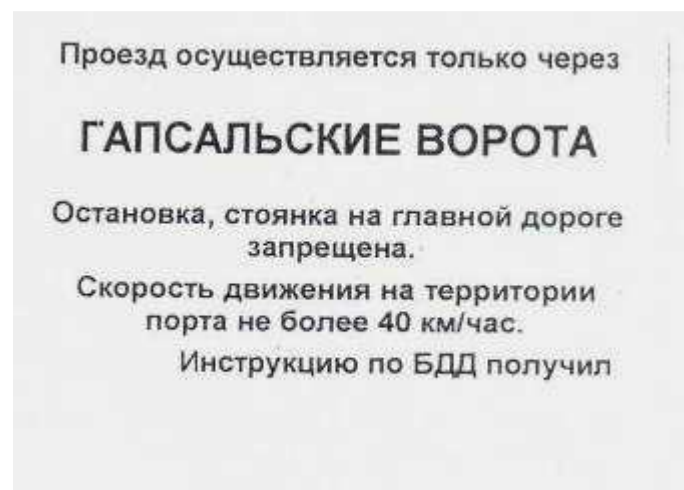 Проезд осуществляется только через
ГАПСАЛЬСКИЕ ВОРОТА
Остановка, стоянка на главной дороге
запрещена.
Скорость движения на территории
порта не более 40 км/час.
Инструкцию по БДД получил